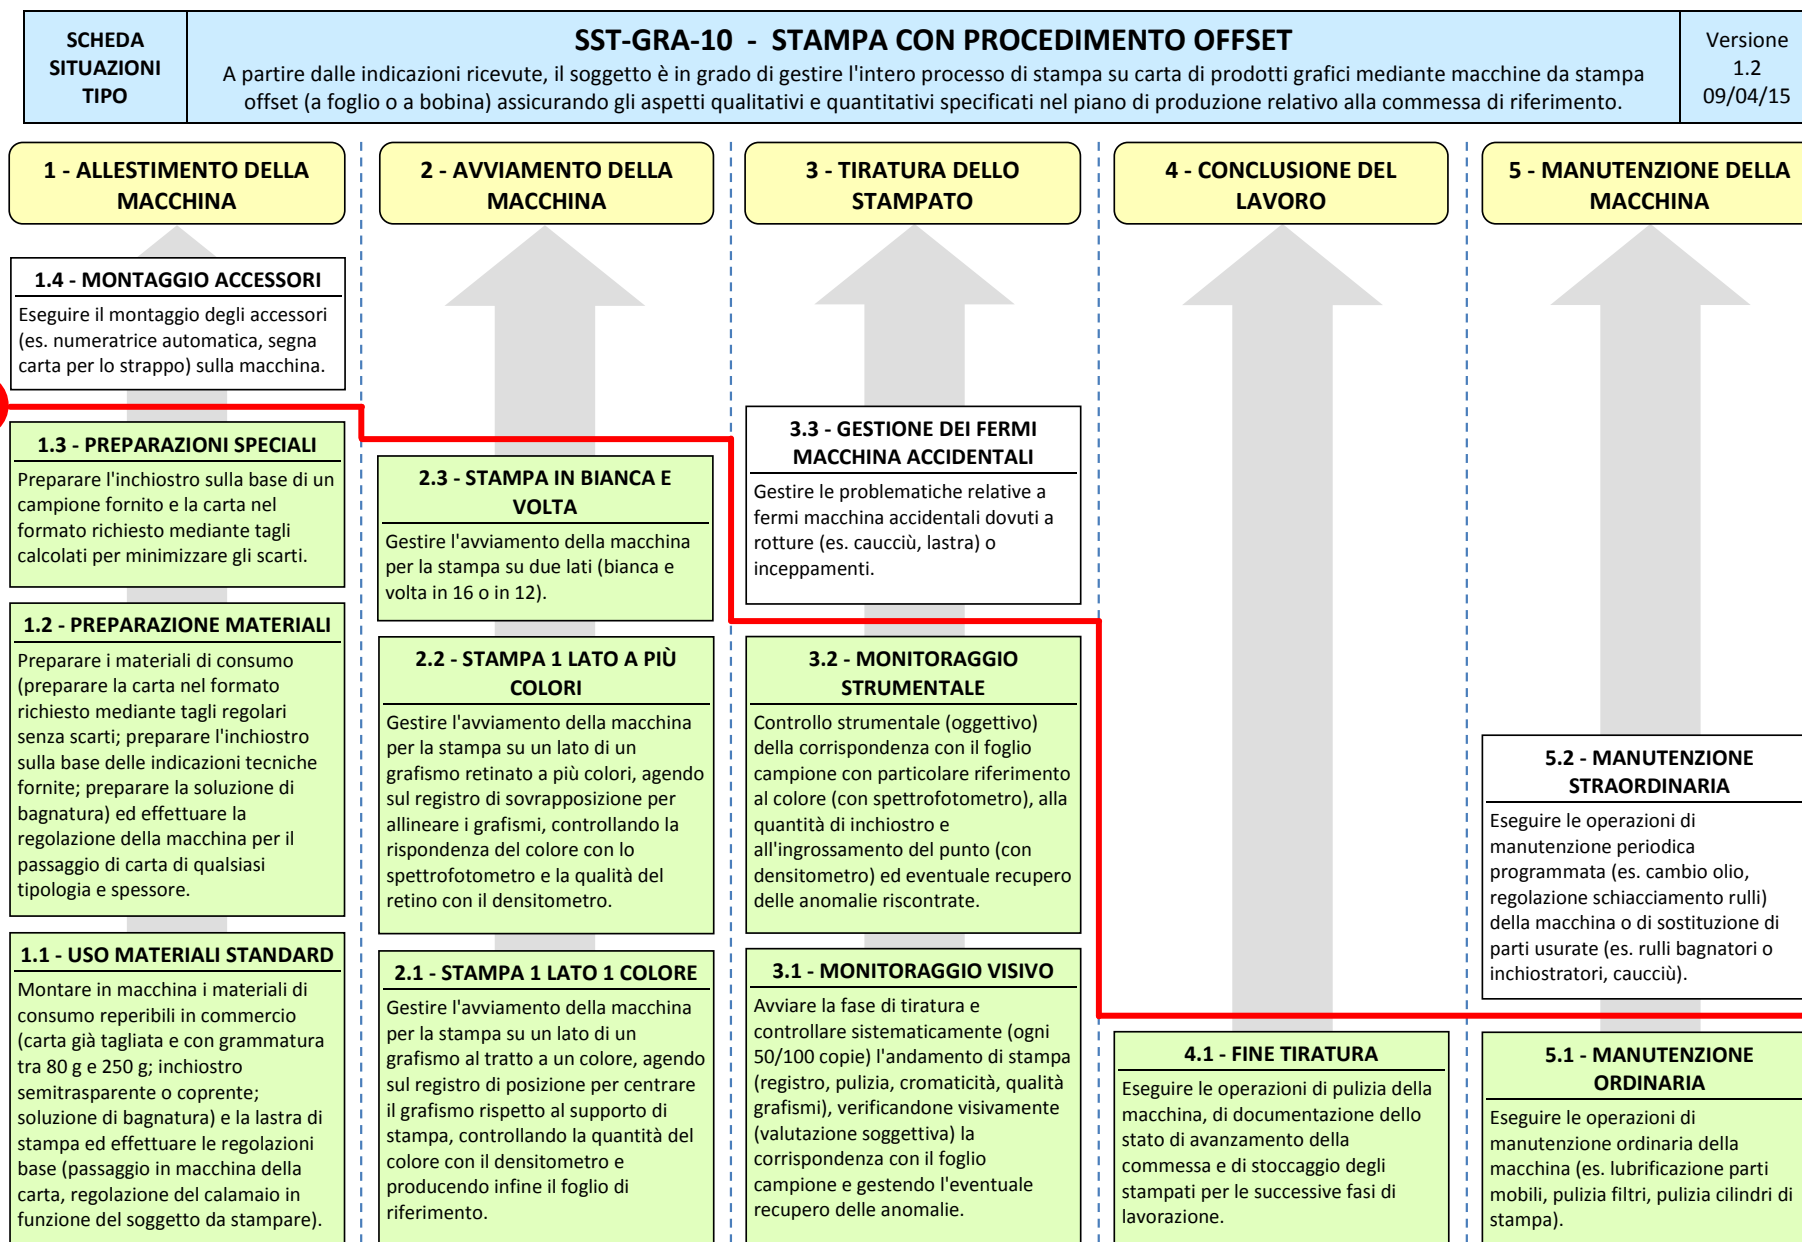 SCHEDA
SITUAZIONI
TIPO
SST-GRA-10 - STAMPA CON PROCEDIMENTO OFFSET
A partire dalle indicazioni ricevute, il soggetto è in grado di gestire l'intero processo di stampa su carta di prodotti grafici mediante macchine da stampa
offset (a foglio o a bobina) assicurando gli aspetti qualitativi e quantitativi specificati nel piano di produzione relativo alla commessa di riferimento.
Versione
1.2
09/04/15
1 - ALLESTIMENTO DELLA
MACCHINA
1.4 - MONTAGGIO ACCESSORI
Eseguire il montaggio degli accessori
(es. numeratrice automatica, segna
carta per lo strappo) sulla macchina.
1.3 - PREPARAZIONI SPECIALI
Preparare l'inchiostro sulla base di un
campione fornito e la carta nel
formato richiesto mediante tagli
calcolati per minimizzare gli scarti.
1.2 - PREPARAZIONE MATERIALI
Preparare i materiali di consumo
(preparare la carta nel formato
richiesto mediante tagli regolari
senza scarti; preparare l'inchiostro
sulla base delle indicazioni tecniche
fornite; preparare la soluzione di
bagnatura) ed effettuare la
regolazione della macchina per il
passaggio di carta di qualsiasi
tipologia e spessore.
1.1 - USO MATERIALI STANDARD
Montare in macchina i materiali di
consumo reperibili in commercio
(carta già tagliata e con grammatura
tra 80 g e 250 g; inchiostro
semitrasparente o coprente;
soluzione di bagnatura) e la lastra di
stampa ed effettuare le regolazioni
base (passaggio in macchina della
carta, regolazione del calamaio in
funzione del soggetto da stampare).
2 - AVVIAMENTO DELLA
MACCHINA
2.3 - STAMPA IN BIANCA E
VOLTA
Gestire l'avviamento della macchina
per la stampa su due lati (bianca e
volta in 16 o in 12).
2.2 - STAMPA 1 LATO A PIÙ
COLORI
Gestire l'avviamento della macchina
per la stampa su un lato di un
grafismo retinato a più colori, agendo
sul registro di sovrapposizione per
allineare i grafismi, controllando la
rispondenza del colore con lo
spettrofotometro e la qualità del
retino con il densitometro.
2.1 - STAMPA 1 LATO 1 COLORE
Gestire l'avviamento della macchina
per la stampa su un lato di un
grafismo al tratto a un colore, agendo
sul registro di posizione per centrare
il grafismo rispetto al supporto di
stampa, controllando la quantità del
colore con il densitometro e
producendo infine il foglio di
riferimento.
3 - TIRATURA DELLO
STAMPATO
3.3 - GESTIONE DEI FERMI
MACCHINA ACCIDENTALI
Gestire le problematiche relative a
fermi macchina accidentali dovuti a
rotture (es. caucciù, lastra) o
inceppamenti.
3.2 - MONITORAGGIO
STRUMENTALE
Controllo strumentale (oggettivo)
della corrispondenza con il foglio
campione con particolare riferimento
al colore (con spettrofotometro), alla
quantità di inchiostro e
all'ingrossamento del punto (con
densitometro) ed eventuale recupero
delle anomalie riscontrate.
3.1 - MONITORAGGIO VISIVO
Avviare la fase di tiratura e
controllare sistematicamente (ogni
50/100 copie) l'andamento di stampa
(registro, pulizia, cromaticità, qualità
grafismi), verificandone visivamente
(valutazione soggettiva) la
corrispondenza con il foglio
campione e gestendo l'eventuale
recupero delle anomalie.
4 - CONCLUSIONE DEL
LAVORO
4.1 - FINE TIRATURA
Eseguire le operazioni di pulizia della
macchina, di documentazione dello
stato di avanzamento della
commessa e di stoccaggio degli
stampati per le successive fasi di
lavorazione.
5 - MANUTENZIONE DELLA
MACCHINA
5.2 - MANUTENZIONE
STRAORDINARIA
Eseguire le operazioni di
manutenzione periodica
programmata (es. cambio olio,
regolazione schiacciamento rulli)
della macchina o di sostituzione di
parti usurate (es. rulli bagnatori o
inchiostratori, caucciù).
5.1 - MANUTENZIONE
ORDINARIA
Eseguire le operazioni di
manutenzione ordinaria della
macchina (es. lubrificazione parti
mobili, pulizia filtri, pulizia cilindri di
stampa).